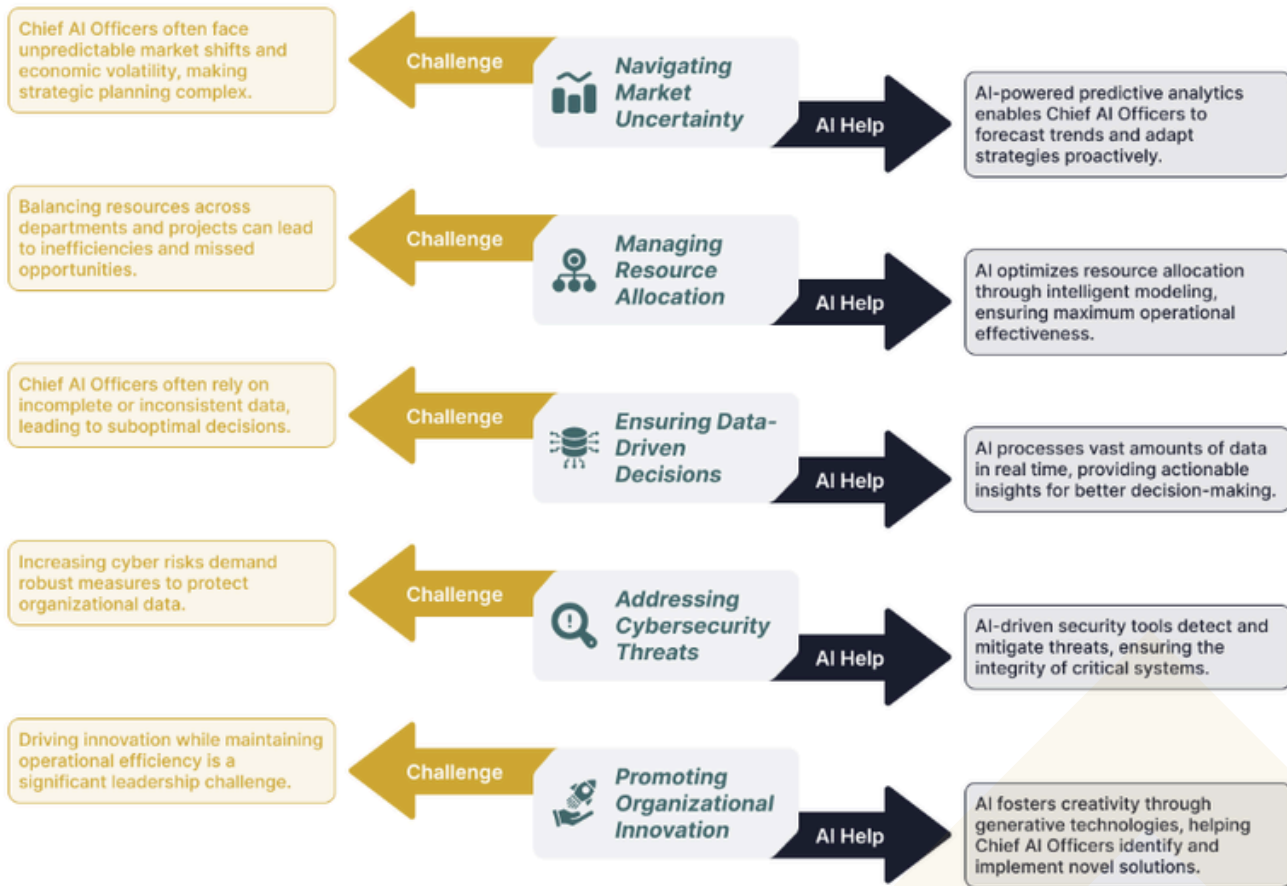 Chief AI Officers often face
unpredictable market shifts and
economic volatility, making
strategic planning complex.
Challenge
Navigating
Market
Uncertainty
AI Help
AI-powered predictive analytics
enables Chief AI Officers to
forecast trends and adapt
strategies proactively.
Balancing resources across
departments and projects can lead
to inefficiencies and missed
opportunities.
Challenge
Managing
Resource
Allocation
AI Help
AI optimizes resource allocation
through intelligent modeling,
ensuring maximum operational
effectiveness.
Chief AI Officers often rely on
incomplete or inconsistent data,
leading to suboptimal decisions.
Challenge
Ensuring Data-
Driven
Decisions
AI Help
AI processes vast amounts of data
in real time, providing actionable
insights for better decision-making.
Increasing cyber risks demand
robust measures to protect
organizational data.
Challenge
Addressing
Cybersecurity
Threats
AI Help
AI-driven security tools detect and
mitigate threats, ensuring the
integrity of critical systems.
Driving innovation while maintaining
operational efficiency is a
significant leadership challenge.
Challenge
Promoting
Organizational
Innovation
AI Help
AI fosters creativity through
generative technologies, helping
Chief AI Officers identify and
implement novel solutions.